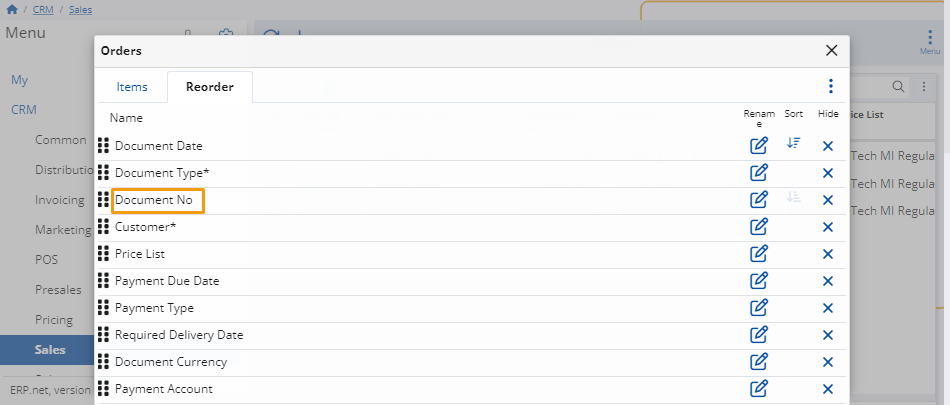 / CRM / Sales
Menu
Menu
Orders
My
CRM
Common
Distributio
Invoicing
Marketing
POS
Presales
Pricing
Sales
ERP.net, version
Items
Reorder
Name
Renam
e
Sort
Hide
Document Date
Document Type*
Document No
Customer*
Price List
Payment Due Date
Payment Type
Required Delivery Date
Document Currency
Payment Account
ice List
Tech MI Regula
Tech MI Regula
Tech MI Regula